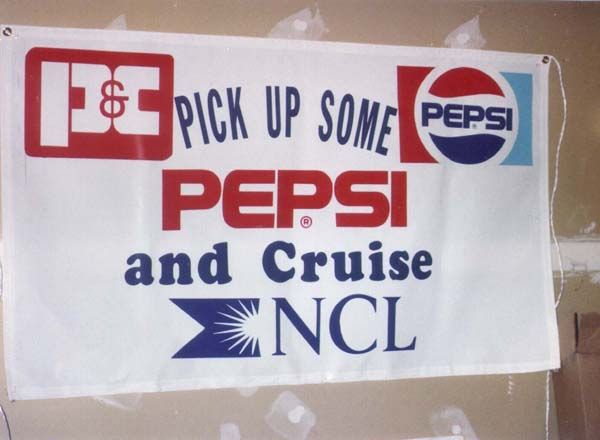 P&C
PICK UP SOME
PEPSI
PEPSI®
and Cruise
NCL